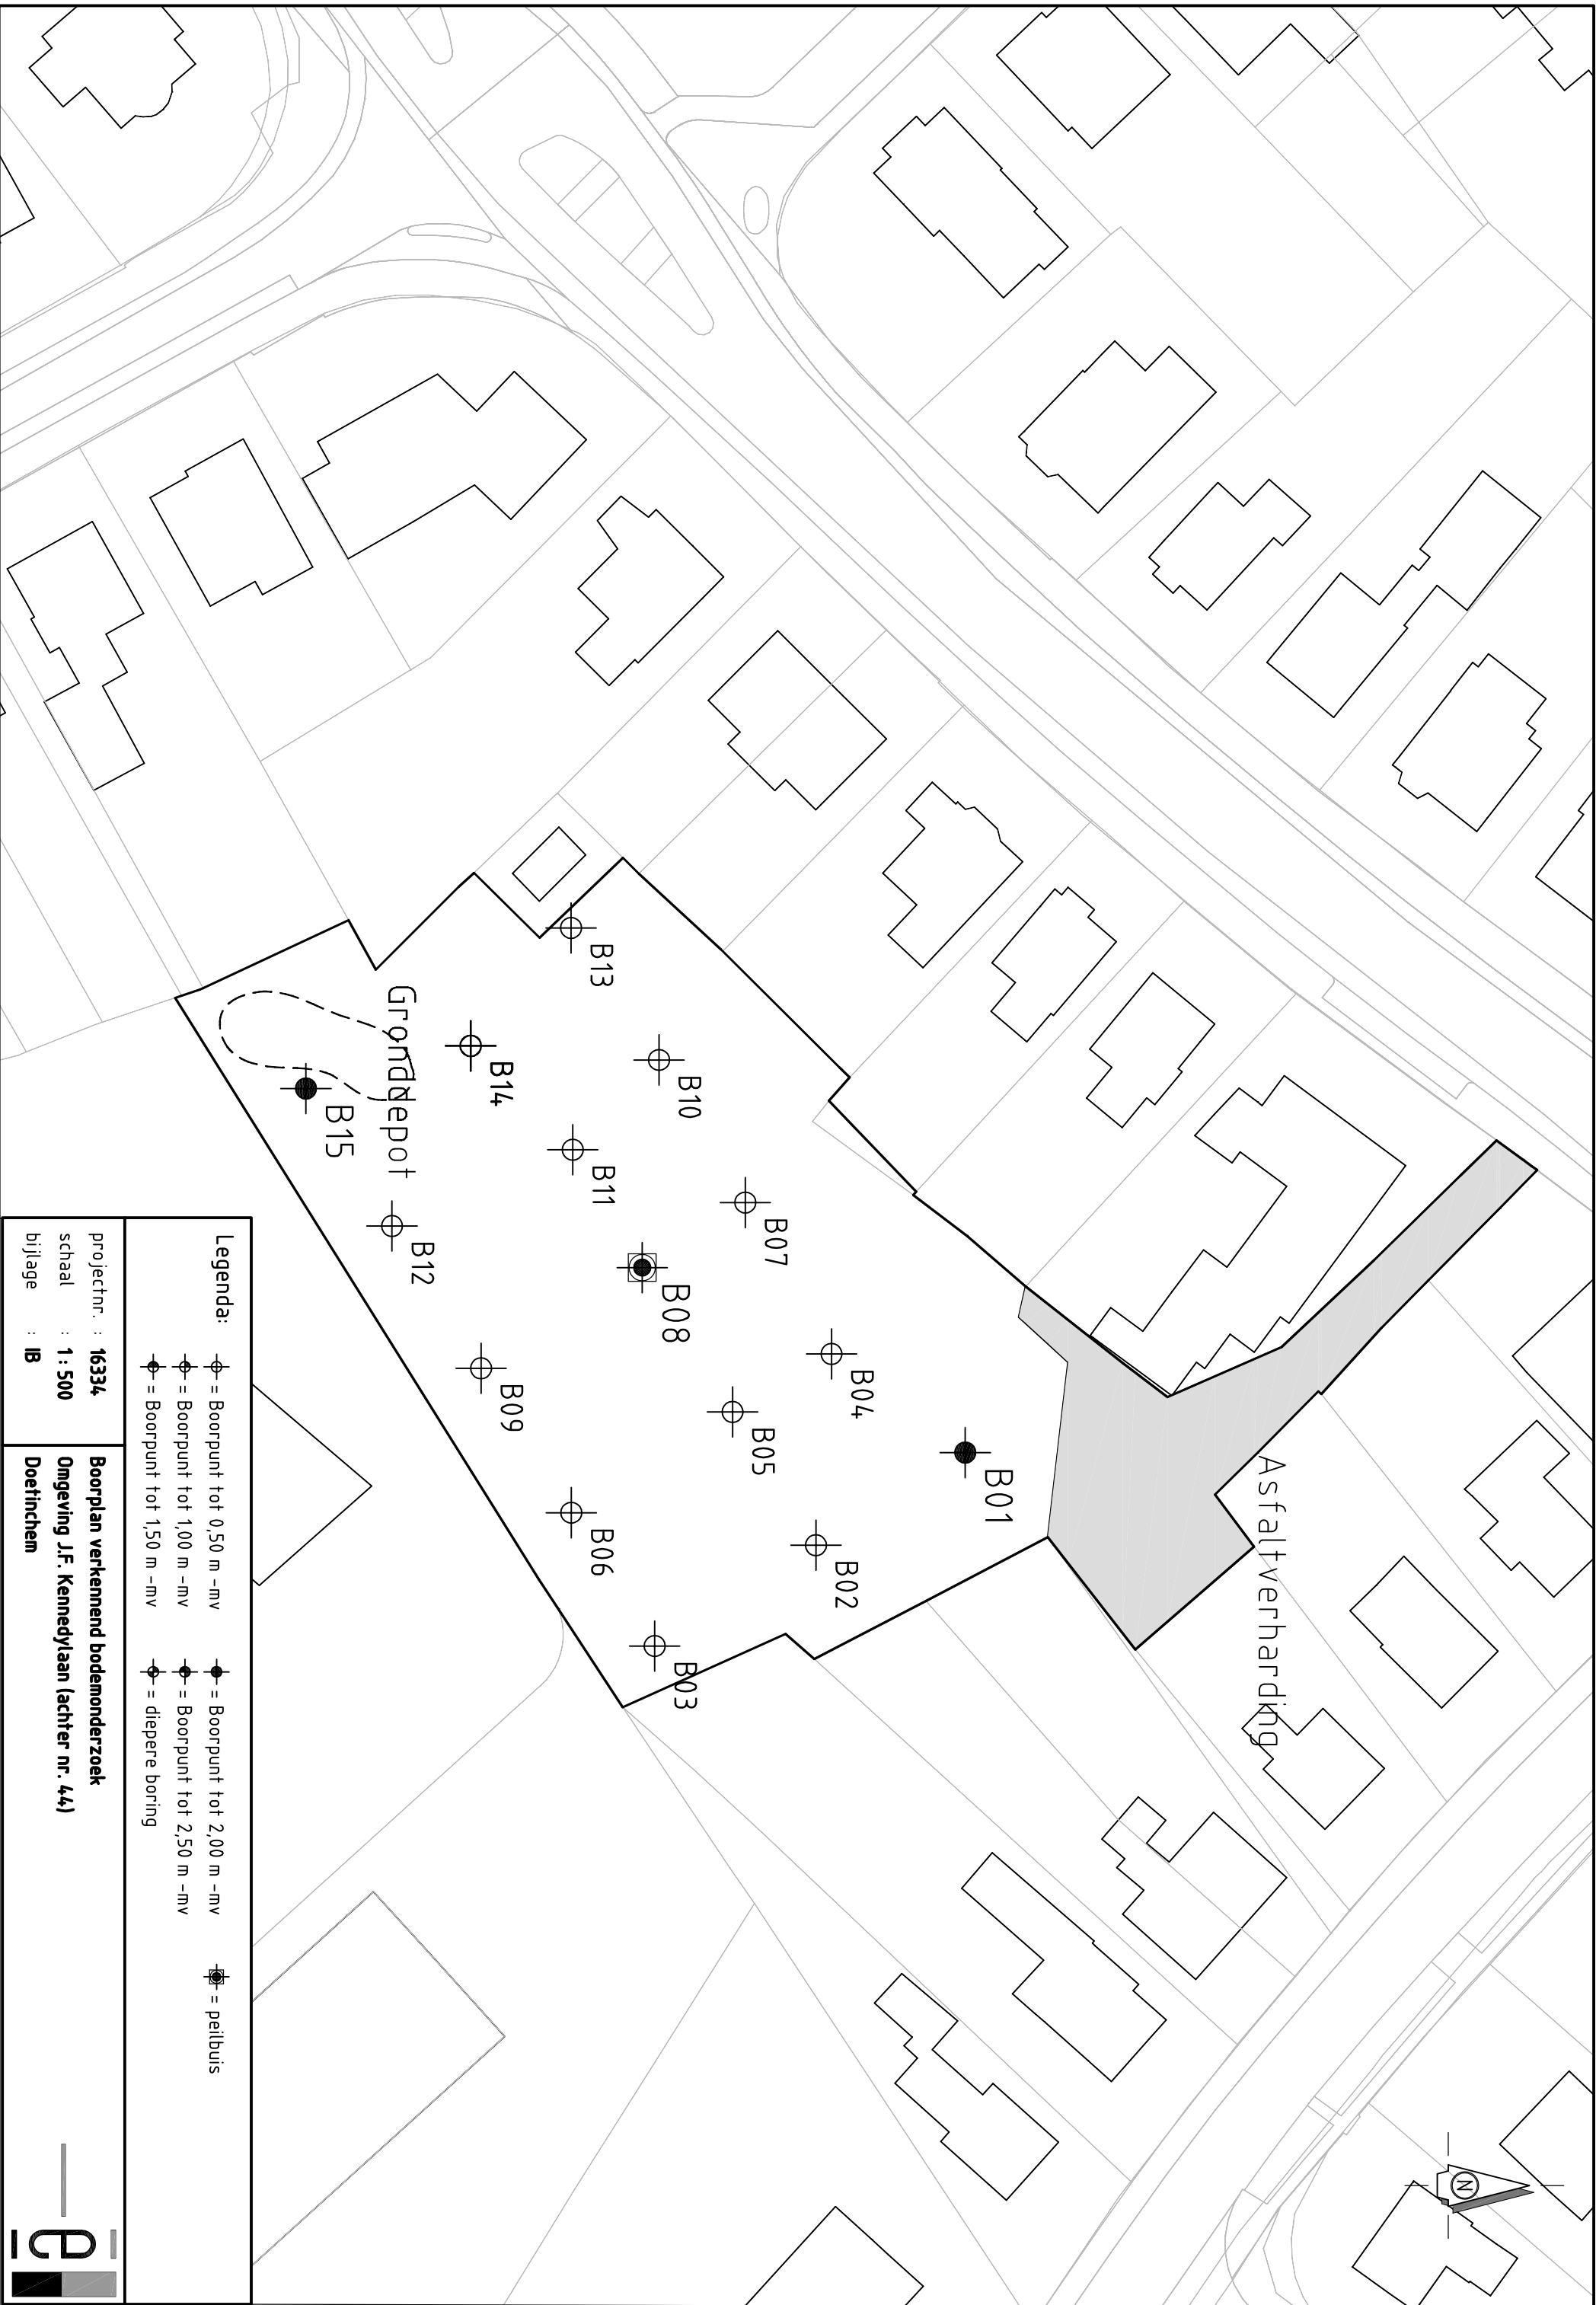 Asfaltverharding
B01
B04
B02
B07
B05
B10
B08
B03
B13
B11
B06
B14
B09
B12
Gronddepot
B15
N
Legenda:
= Boorpunt tot 0,50 m -mv
= Boorpunt tot 2,00 m -mv
= peilbuis
= Boorpunt tot 1,00 m -mv
= Boorpunt tot 2,50 m -mv
= Boorpunt tot 1,50 m -mv
= diepere boring
projectnr. : 16334
Boorplan verkennend bodemonderzoek
schaal : 1: 500
Omgeving J.F. Kennedylaan (achter nr. 44)
bijlage : IB
Doetinchem